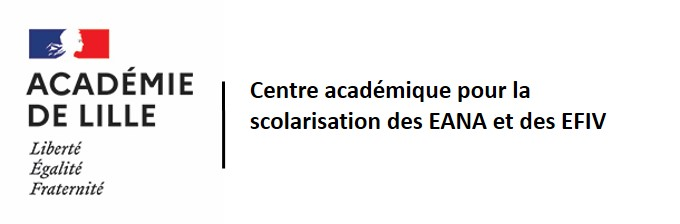 ACADÉMIE
DE LILLE
Liberté
Égalité
Fraternité
Centre académique pour la
scolarisation des EANA et des EFIV